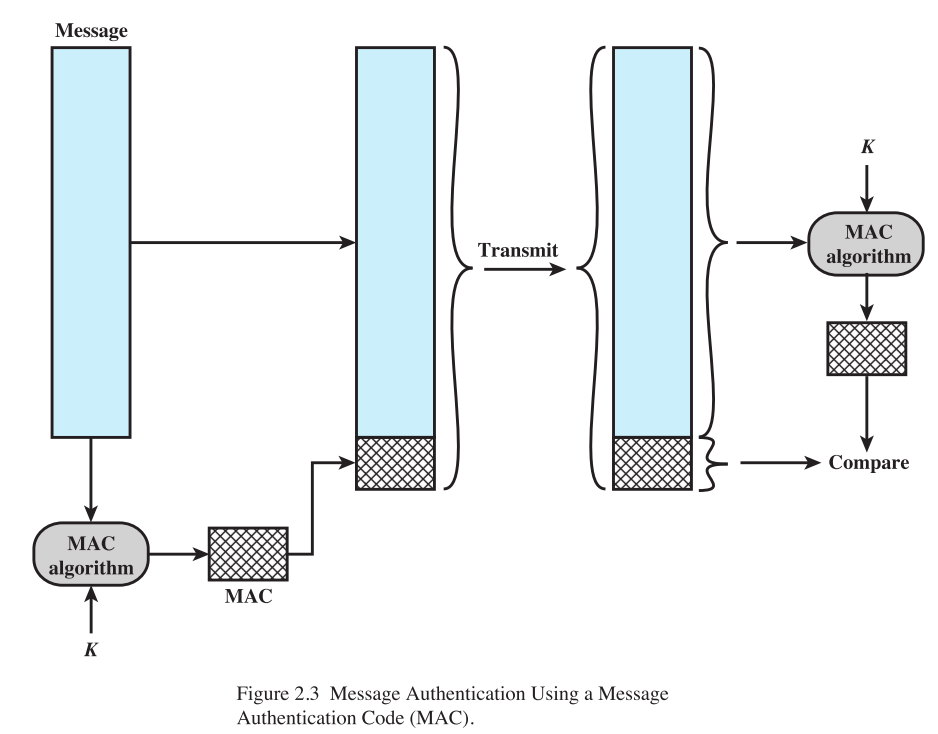 Message
K
MAC
algorithm
Transmit
Compare
MAC
algorithm
MAC
K
Figure 2.3 Message Authentication Using a Message
Authentication Code (MAC).